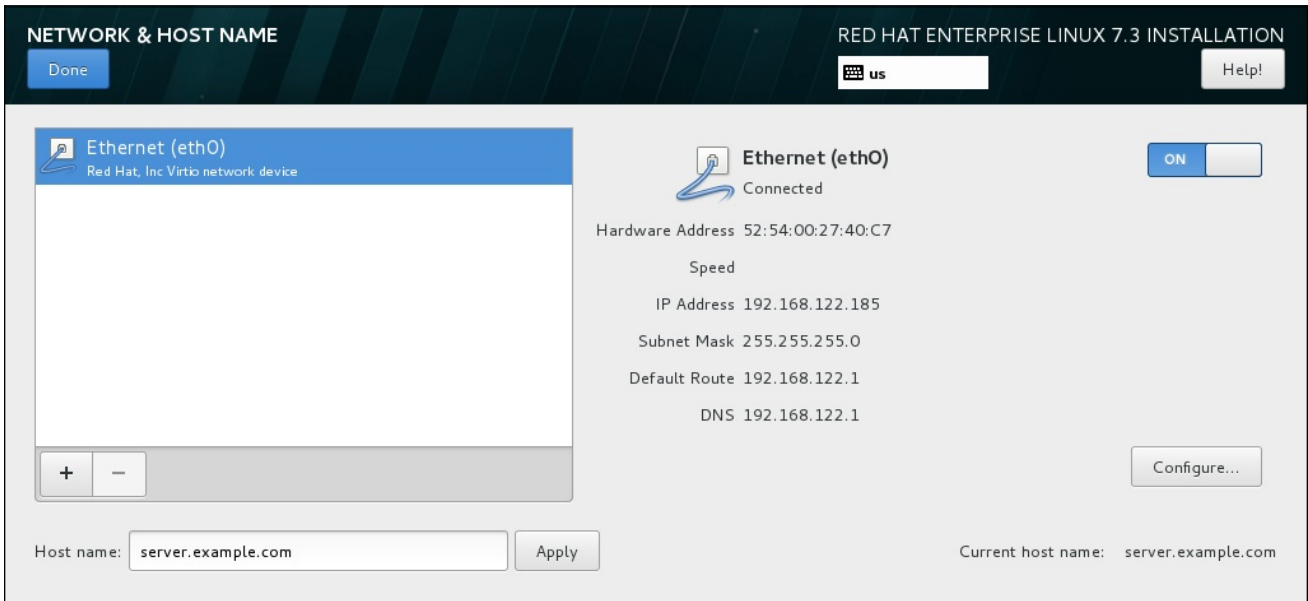 NETWORK & HOST NAME
RED HAT ENTERPRISE LINUX 7.3 INSTALLATION
Done
us
Help!
Ethernet (eth0)
Red Hat, Inc Virtio network device
Ethernet (eth0)
Connected
ON
Hardware Address 52:54:00:27:40:C7
Speed
IP Address 192.168.122.185
Subnet Mask 255.255.255.0
Default Route 192.168.122.1
DNS 192.168.122.1
+ −
Configure...
Host name: server.example.com Apply
Current host name: server.example.com